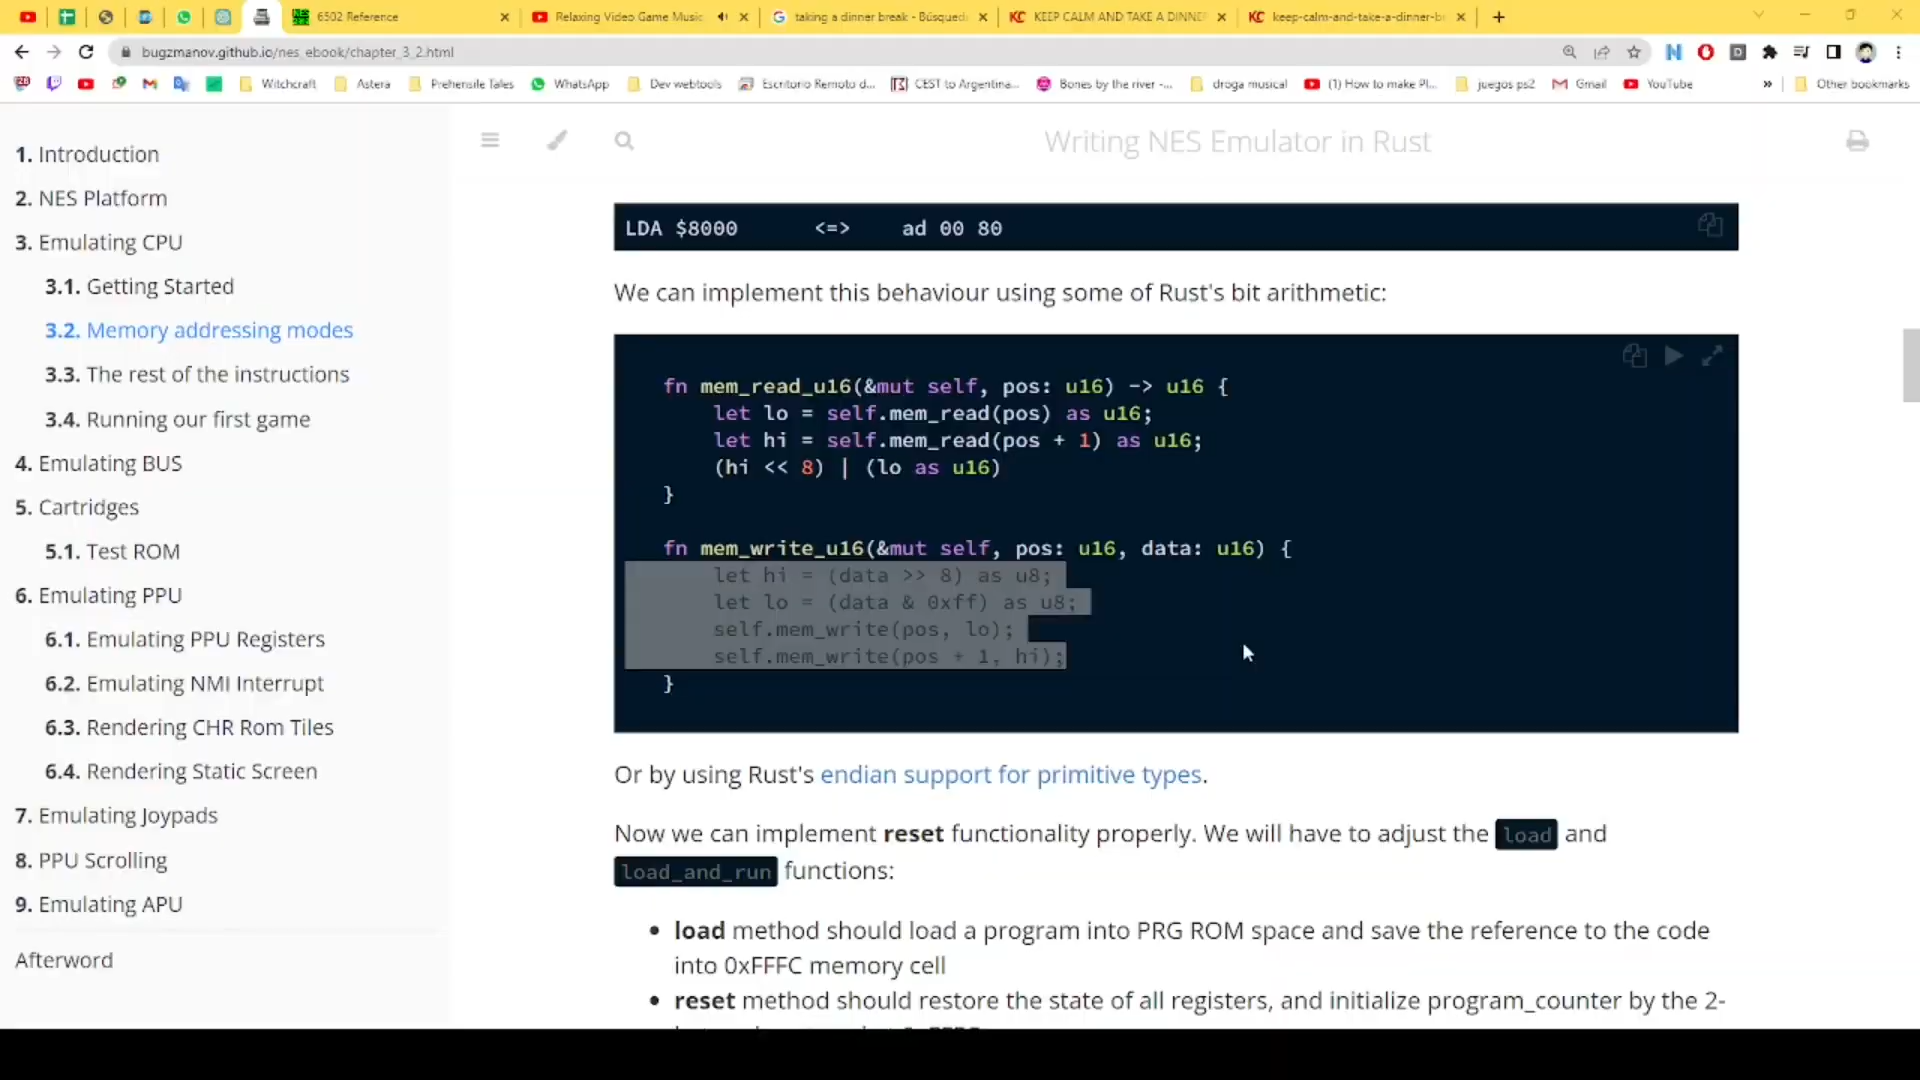 6502 Reference
Relaxing Video Game Music
taking a dinner break - Búsqued
KEEP CALM AND TAKE A DINNE
keep-calm-and-take-a-dinner-b
bugzmanov.github.io/nes_ebook/chapter_3_2.html
Witchcraft
Astera
Prehensile Tales
WhatsApp
Dev webtools
Escritorio Remoto d...
CEST to Argentina...
Bones by the river -...
droga musical
(1) How to make Pl...
juegos ps2
Gmail
YouTube
»
Other bookmarks
1. Introduction
2. NES Platform
3. Emulating CPU
3.1. Getting Started
3.2. Memory addressing modes
3.3. The rest of the instructions
3.4. Running our first game
4. Emulating BUS
5. Cartridges
5.1. Test ROM
6. Emulating PPU
6.1. Emulating PPU Registers
6.2. Emulating NMI Interrupt
6.3. Rendering CHR Rom Tiles
6.4. Rendering Static Screen
7. Emulating Joypads
8. PPU Scrolling
9. Emulating APU
Afterword
Writing NES Emulator in Rust
LDA $8000 <=> ad 00 80
We can implement this behaviour using some of Rust's bit arithmetic:
fn mem_read_u16(&mut self, pos: u16) -> u16 {
let lo = self.mem_read(pos) as u16;
let hi = self.mem_read(pos + 1) as u16;
(hi << 8) | (lo as u16)
}
fn mem_write_u16(&mut self, pos: u16, data: u16) {
let hi = (data >> 8) as u8;
let lo = (data & 0xff) as u8;
self.mem_write(pos, lo);
self.mem_write(pos + 1, hi);
}
Or by using Rust's endian support for primitive types.
Now we can implement reset functionality properly. We will have to adjust the load and
load_and_run functions:
• load method should load a program into PRG ROM space and save the reference to the code
into 0xFFFC memory cell
• reset method should restore the state of all registers, and initialize program_counter by the 2-